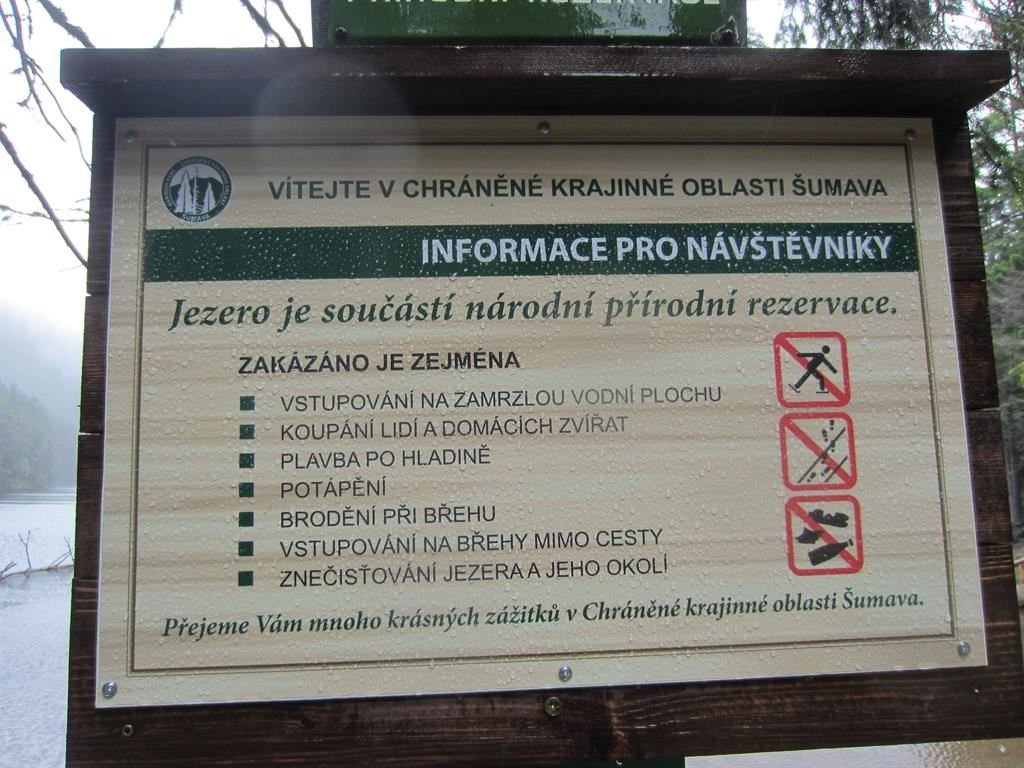 VÍTEJTE V CHRÁNĚNÉ KRAJINNÉ OBLASTI ŠUMAVA
ŠUMAVA
INFORMACE PRO NÁVŠTĚVNÍKY
Jezero je součástí národní přírodní rezervace.
ZAKÁZÁNO JE ZEJMÉNA
VSTUPOVÁNÍ NA ZAMRZLOU VODNÍ PLOCHU
KOUPÁNÍ LIDÍ A DOMÁCÍCH ZVÍŘAT
PLAVBA PO HLADINĚ
POTÁPĚNÍ
BRODĚNÍ PŘI BŘEHU
VSTUPOVÁNÍ NA BŘEHY MIMO CESTY
ZNEČISŤOVÁNÍ JEZERA A JEHO OKOLÍ
Přejeme Vám mnoho krásných zážitků v Chráněné krajinné oblasti Šumava.